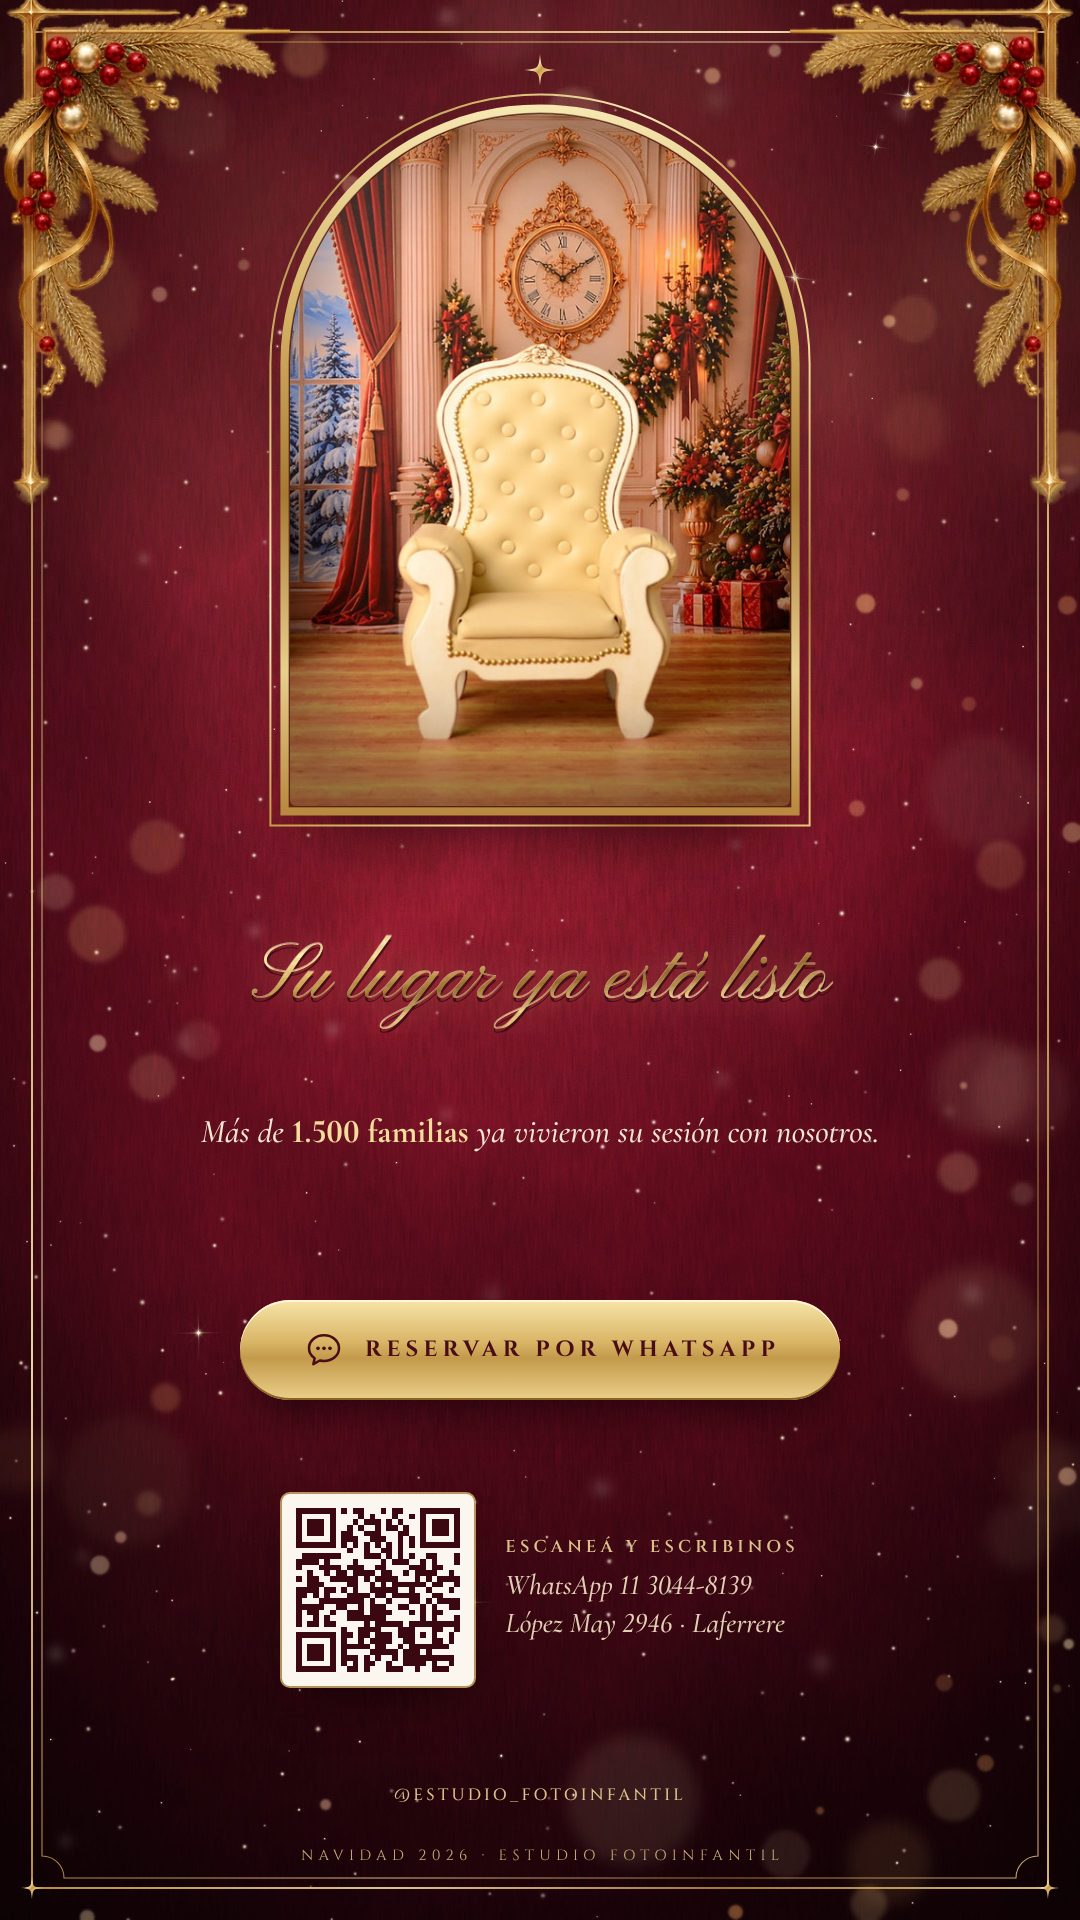 Su lugar ya está listo
Más de 1.500 familias ya vivieron su sesión con nosotros.
RESERVAR POR WHATSAPP
ESCANEÁ Y ESCRIBINOS
WhatsApp 11 3044-8139
López May 2946 · Laferrere
@ESTUDIO_FOTOINFANTIL
NAVIDAD 2026 · ESTUDIO FOTOINFANTIL